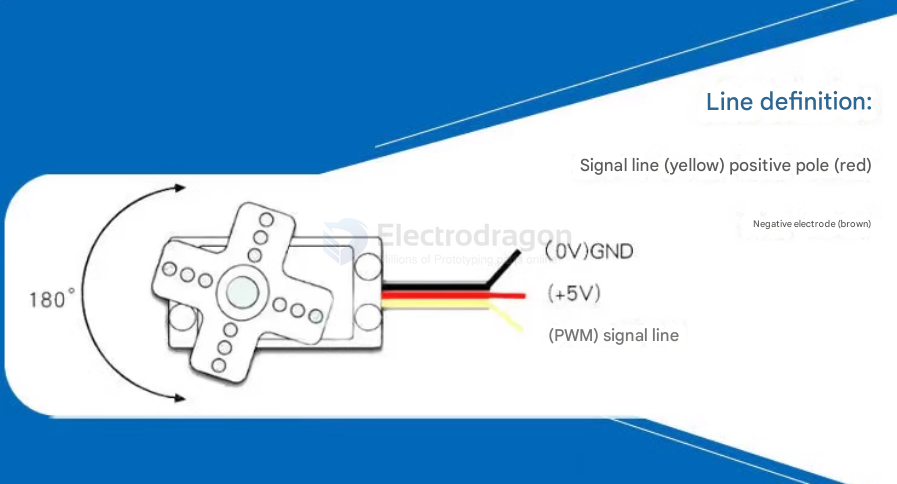 Line definition:
Signal line (yellow) positive pole (red)
Negative electrode (brown)
Electrodragon
Millions of Prototyping parts online
(0V)GND
180°
(+5V)
(PWM) signal line